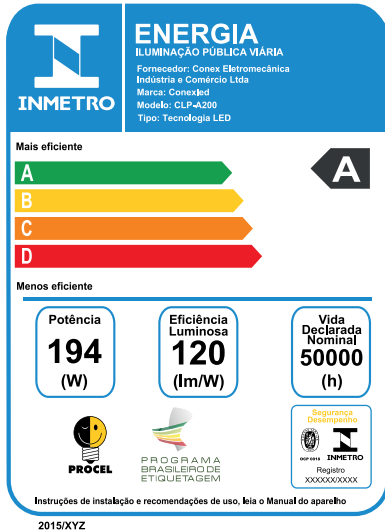 INMETRO
ENERGIA
ILUMINAÇÃO PÚBLICA VIÁRIA
Fornecedor: Conex Eletromecânica
Indústria e Comércio Ltda
Marca: Conexled
Modelo: CLP-A200
Tipo: Tecnologia LED
Mais eficiente
A
A
B
C
D
Menos eficiente
Potência
194
(W)
Eficiência
Luminosa
120
(lm/W)
Vida
Declarada
Nominal
50000
(h)
PROCEL
PROGRAMA
BRASILEIRO DE
ETIQUETAGEM
Segurança
Desempenho
OCP 0019
INMETRO
Registro
XXXXXX/XXXX
Instruções de instalação e recomendações de uso, leia o Manual do aparelho
2015/XYZ